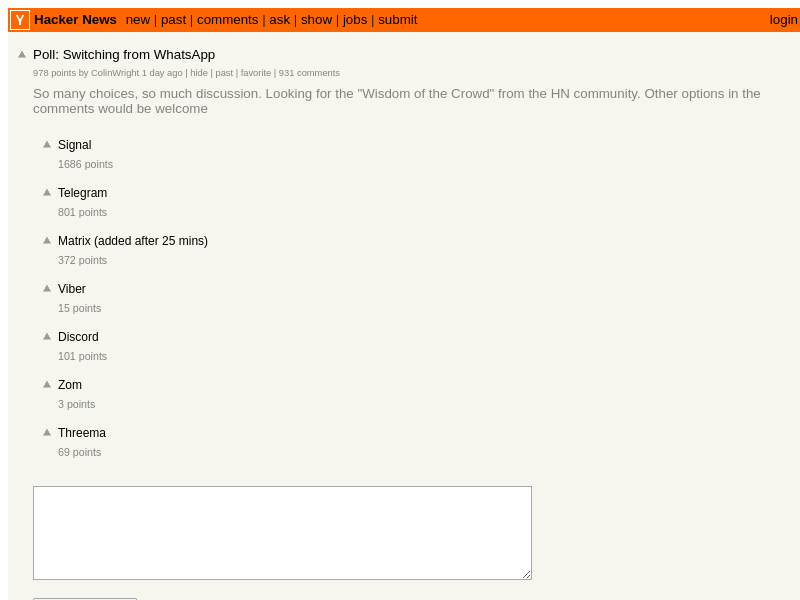 Y Hacker News new | past | comments | ask | show | jobs | submit login
Poll: Switching from WhatsApp
978 points by ColinWright 1 day ago | hide | past | favorite | 931 comments
So many choices, so much discussion. Looking for the "Wisdom of the Crowd" from the HN community. Other options in the
comments would be welcome
Signal
1686 points
Telegram
801 points
Matrix (added after 25 mins)
372 points
Viber
15 points
Discord
101 points
Zom
3 points
Threema
69 points